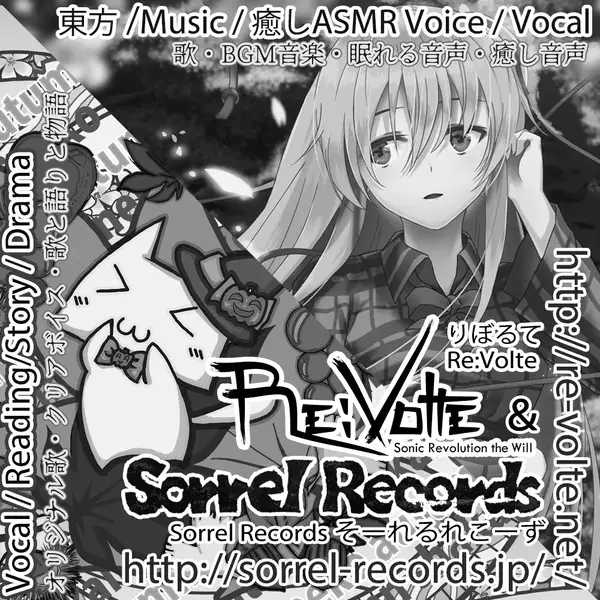 東方 /Music / 癒しASMR Voice / Vocal
歌・BGM音楽・眠れる音声・癒し音声
Vocal / Reading/Story / Drama
オリジナル歌・クリアボイス・歌と語りと物語
http://re-volte.net/
りぼるて
Re:Volte
Re:Volte &
Sonic Revolution the Will
Sorrel Records
Sorrel Records そーれるれこーず
http://sorrel-records.jp/